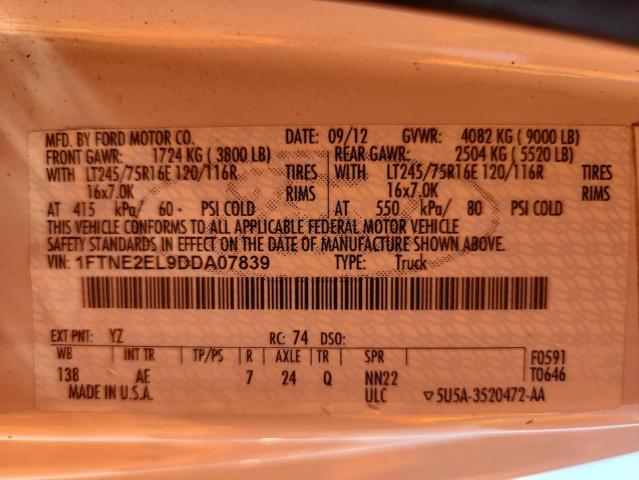 MFD. BY FORD MOTOR CO. DATE: 09/12 GVWR: 4082 KG ( 9000 LB)
FRONT GAWR: 1724 KG ( 3800 LB) REAR GAWR: 2504 KG ( 5520 LB)
WITH LT245/75R16E 120/116R TIRES WITH LT245/75R16E 120/116R TIRES
16x7.0K RIMS 16x7.0K RIMS
AT 415 kPa/ 60 - PSI COLD AT 550 kPa/ 80 PSI COLD
THIS VEHICLE CONFORMS TO ALL APPLICABLE FEDERAL MOTOR VEHICLE
SAFETY STANDARDS IN EFFECT ON THE DATE OF MANUFACTURE SHOWN ABOVE.
VIN: 1FTNE2EL9DDA07839 TYPE: Truck
EXT PNT: YZ RC: 74 DSO:
WB INT TR TP/PS R AXLE TR SPR F0591
138 AE 7 24 Q NN22 T0646
MADE IN U.S.A. ULC ▽5U5A-3520472-AA